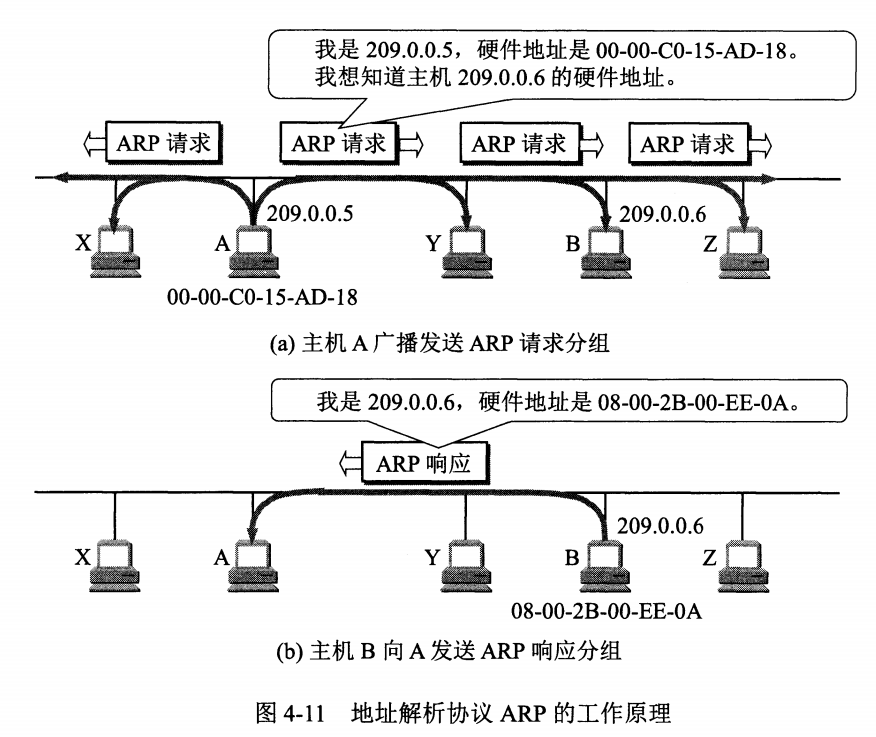 我是 209.0.0.5，硬件地址是 00-00-C0-15-AD-18。
我想知道主机 209.0.0.6 的硬件地址。
ARP 请求
ARP 请求
ARP 请求
ARP 请求
209.0.0.5
209.0.0.6
X
A
Y
B
Z
00-00-C0-15-AD-18
(a) 主机 A 广播发送 ARP 请求分组
我是 209.0.0.6，硬件地址是 08-00-2B-00-EE-0A。
ARP 响应
209.0.0.6
X
A
Y
B
Z
08-00-2B-00-EE-0A
(b) 主机 B 向 A 发送 ARP 响应分组
图 4-11 地址解析协议 ARP 的工作原理